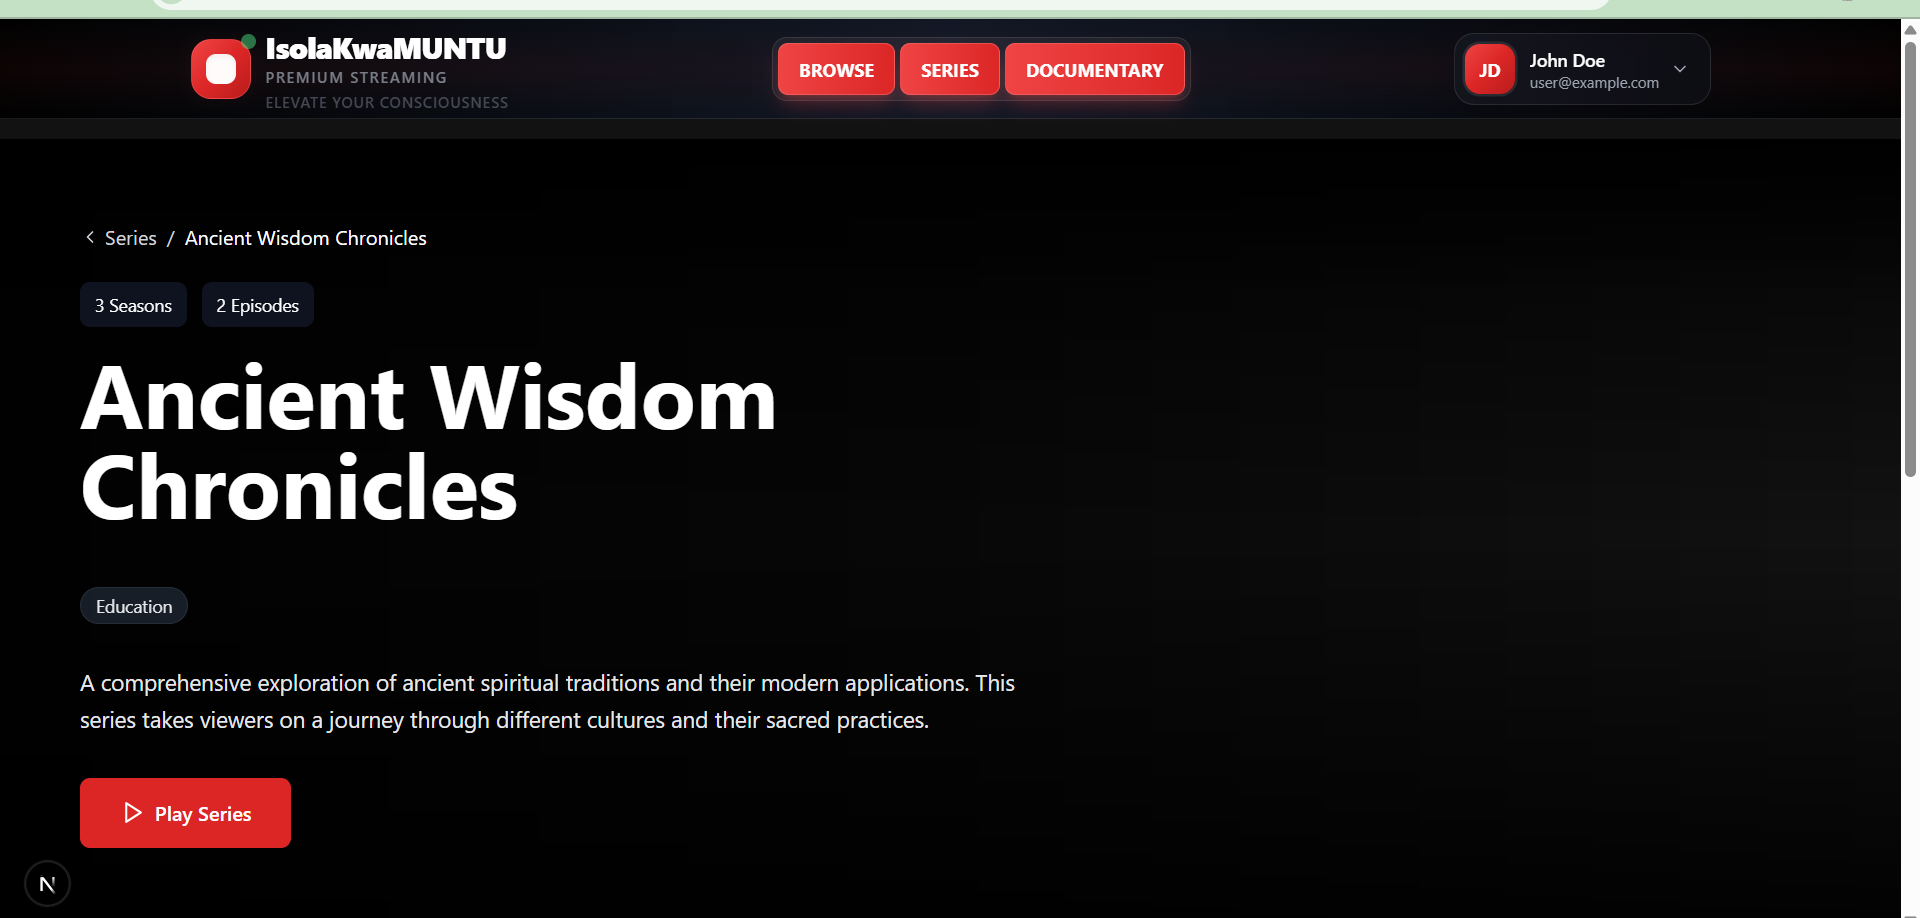 IsolaKwaMUNTU
PREMIUM STREAMING
ELEVATE YOUR CONSCIOUSNESS
BROWSE
SERIES
DOCUMENTARY
JD
John Doe
user@example.com
Series / Ancient Wisdom Chronicles
3 Seasons
2 Episodes
Ancient Wisdom
Chronicles
Education
A comprehensive exploration of ancient spiritual traditions and their modern applications. This
series takes viewers on a journey through different cultures and their sacred practices.
Play Series
N